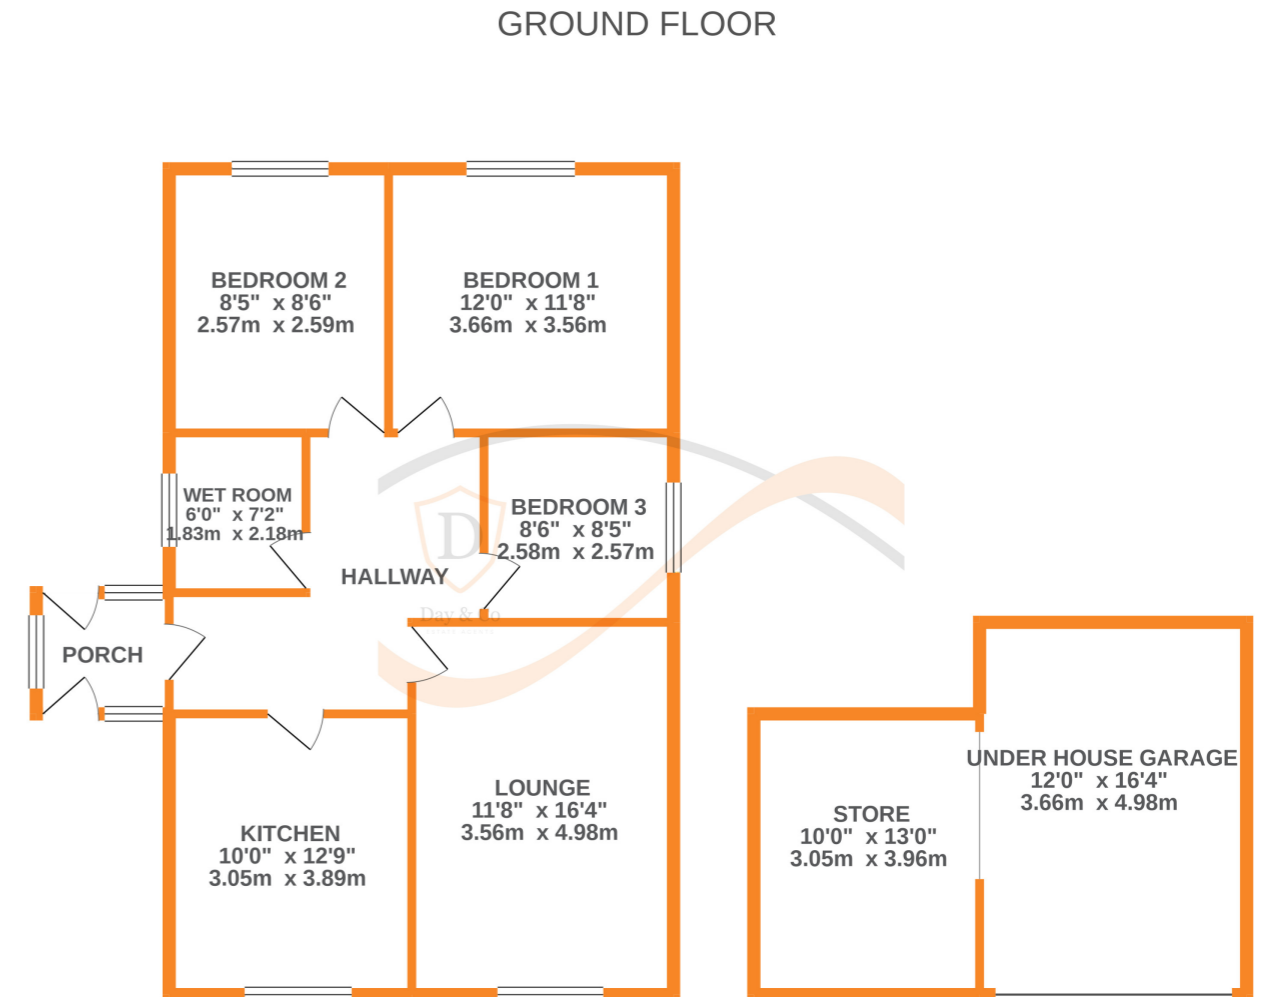 GROUND FLOOR
BEDROOM 2
8'5" x 8'6"
2.57m x 2.59m
BEDROOM 1
12'0" x 11'8"
3.66m x 3.56m
WET ROOM
6'0" x 7'2"
1.83m x 2.18m
BEDROOM 3
8'6" x 8'5"
2.58m x 2.57m
D
HALLWAY
Day & Co
PORCH
LOUNGE
11'8" x 16'4"
3.56m x 4.98m
KITCHEN
10'0" x 12'9"
3.05m x 3.89m
UNDER HOUSE GARAGE
12'0" x 16'4"
3.66m x 4.98m
STORE
10'0" x 13'0"
3.05m x 3.96m